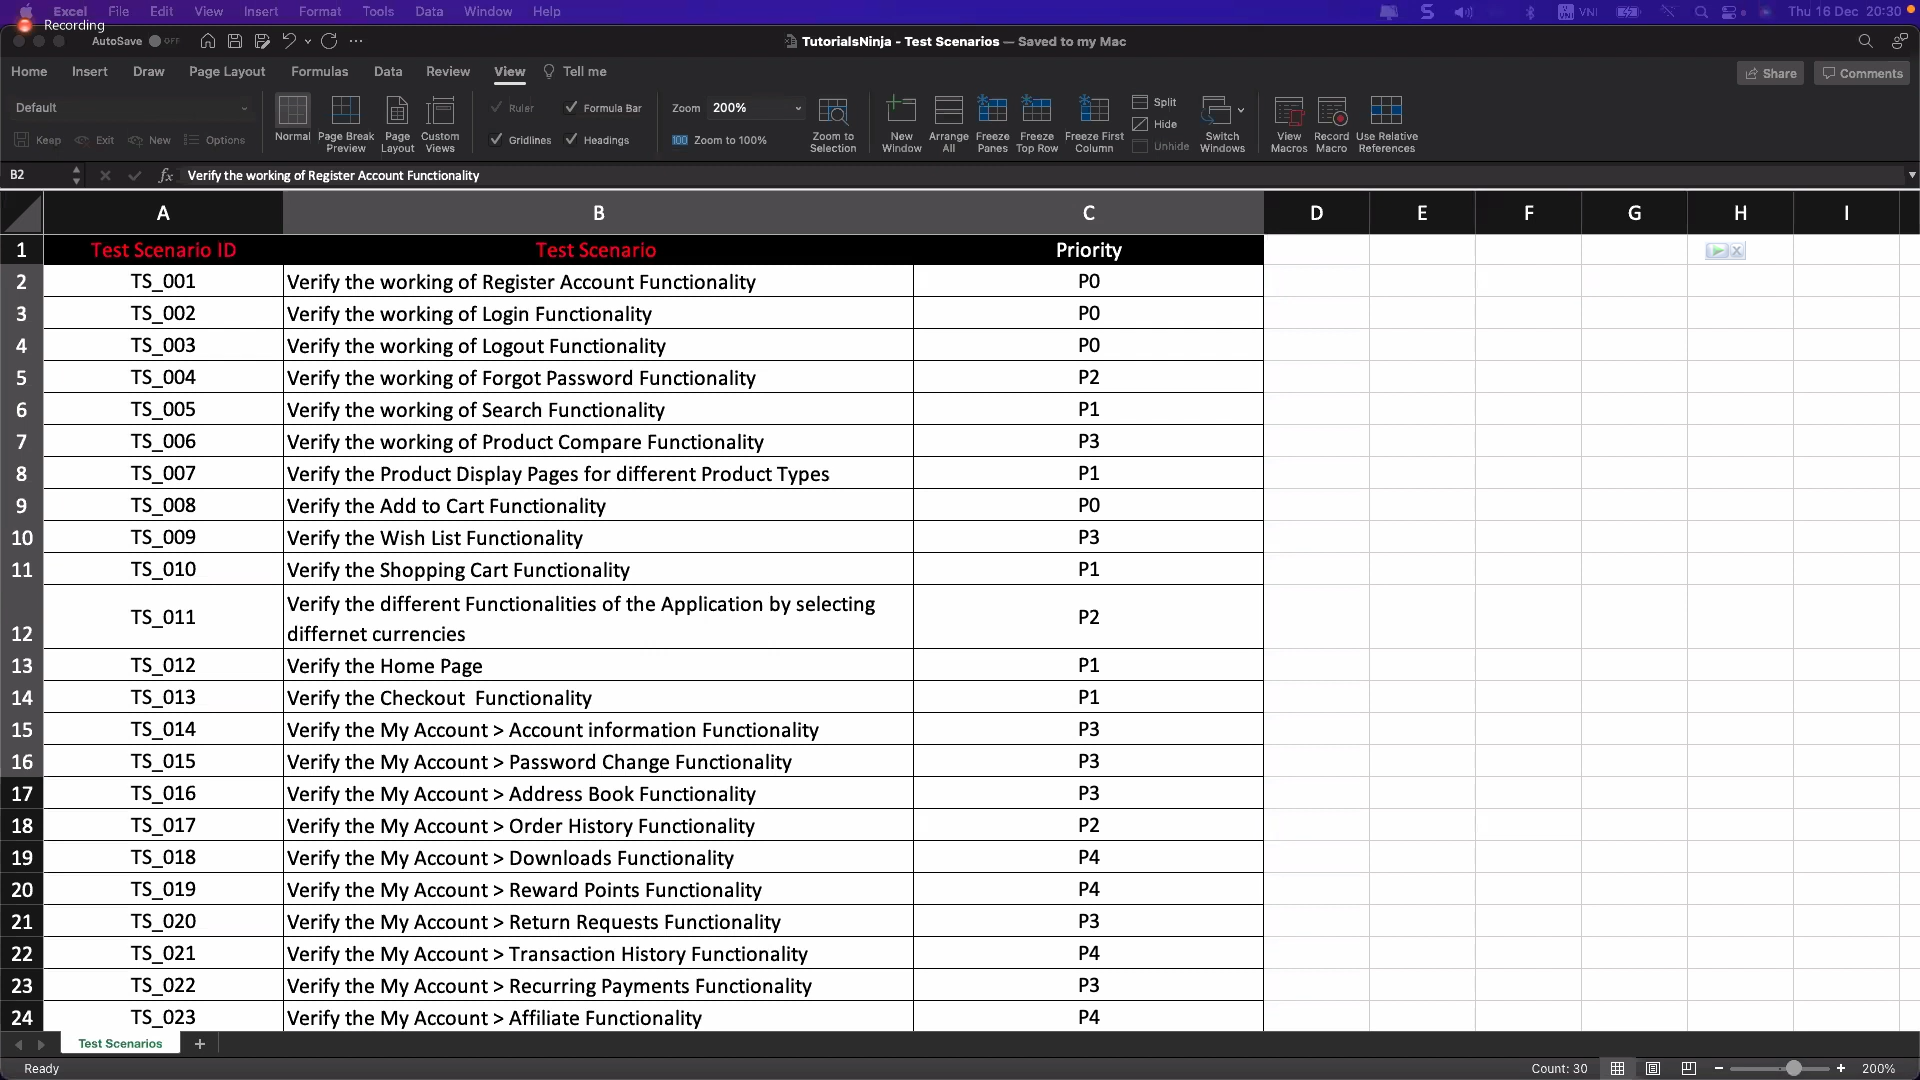 Excel File Edit View Insert Format Tools Data Window Help VNI Thu 16 Dec 20:30
Recording
AutoSave OFF TutorialsNinja - Test Scenarios — Saved to my Mac
Home Insert Draw Page Layout Formulas Data Review View Tell me Share Comments
Default
Keep Exit New Options
Normal
Page Break Preview
Page Layout
Custom Views
Ruler Formula Bar
Gridlines Headings
Zoom 200%
100 Zoom to 100%
Zoom to Selection
New Window
Arrange All
Freeze Panes
Freeze Top Row
Freeze First Column
Split
Hide
Unhide
Switch Windows
View Macros
Record Macro
Use Relative References
B2 fx Verify the working of Register Account Functionality
A B C D E F G H I
1 Test Scenario ID Test Scenario Priority
2 TS_001 Verify the working of Register Account Functionality P0
3 TS_002 Verify the working of Login Functionality P0
4 TS_003 Verify the working of Logout Functionality P0
5 TS_004 Verify the working of Forgot Password Functionality P2
6 TS_005 Verify the working of Search Functionality P1
7 TS_006 Verify the working of Product Compare Functionality P3
8 TS_007 Verify the Product Display Pages for different Product Types P1
9 TS_008 Verify the Add to Cart Functionality P0
10 TS_009 Verify the Wish List Functionality P3
11 TS_010 Verify the Shopping Cart Functionality P1
12 TS_011 Verify the different Functionalities of the Application by selecting
differnet currencies P2
13 TS_012 Verify the Home Page P1
14 TS_013 Verify the Checkout  Functionality P1
15 TS_014 Verify the My Account > Account information Functionality P3
16 TS_015 Verify the My Account > Password Change Functionality P3
17 TS_016 Verify the My Account > Address Book Functionality P3
18 TS_017 Verify the My Account > Order History Functionality P2
19 TS_018 Verify the My Account > Downloads Functionality P4
20 TS_019 Verify the My Account > Reward Points Functionality P4
21 TS_020 Verify the My Account > Return Requests Functionality P3
22 TS_021 Verify the My Account > Transaction History Functionality P4
23 TS_022 Verify the My Account > Recurring Payments Functionality P3
24 TS_023 Verify the My Account > Affiliate Functionality P4
Test Scenarios +
Ready Count: 30 200%